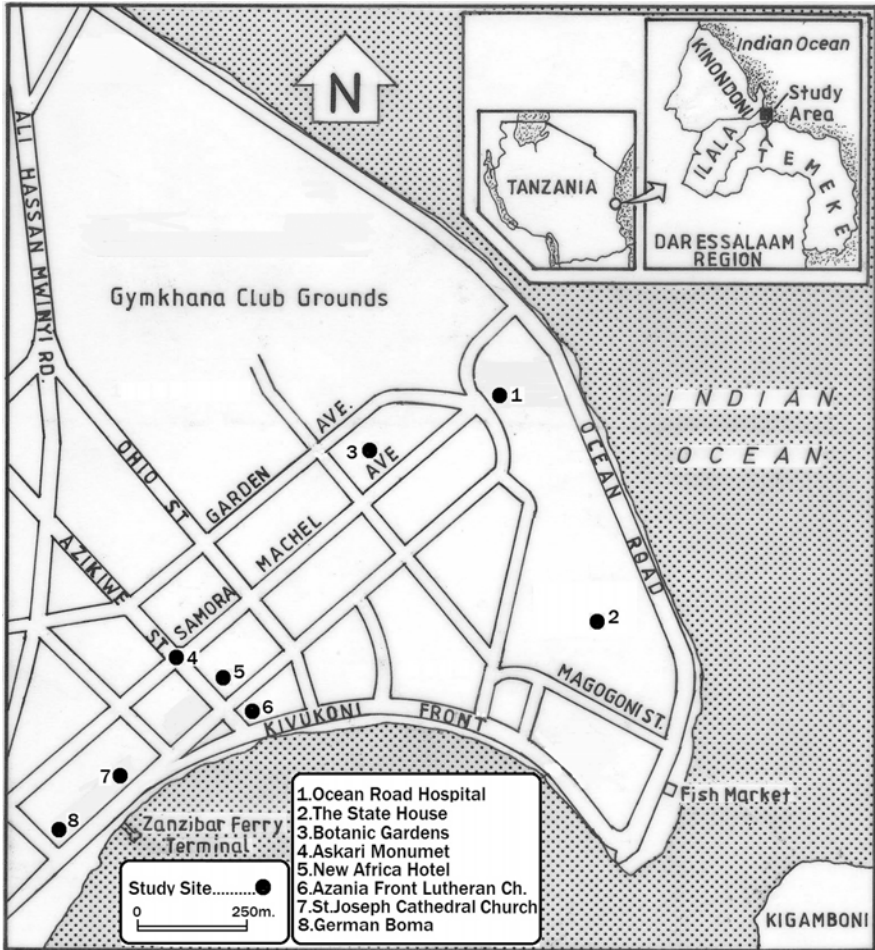 N
Indian Ocean
KINONDONI
Study
Area
ILALA
TEMEKE
TANZANIA
DARESSALAAM
REGION
ALI HASSAN MWINYI RD.
Gymkhana Club Grounds
INDIAN
OCEAN
1
OCEAN ROAD
GARDEN AVE.
3
OHIO ST
SAMORA MACHEL AVE
AZIKIWE ST.
2
4
5
MAGOGONI ST.
6
KIVUKONI FRONT
7
Fish Market
8
Zanzibar Ferry
Terminal
1.Ocean Road Hospital
2.The State House
3.Botanic Gardens
4.Askari Monumet
5.New Africa Hotel
6.Azania Front Lutheran Ch.
7.St.Joseph Cathedral Church
8.German Boma
Study Site..........
0 250m.
KIGAMBONI